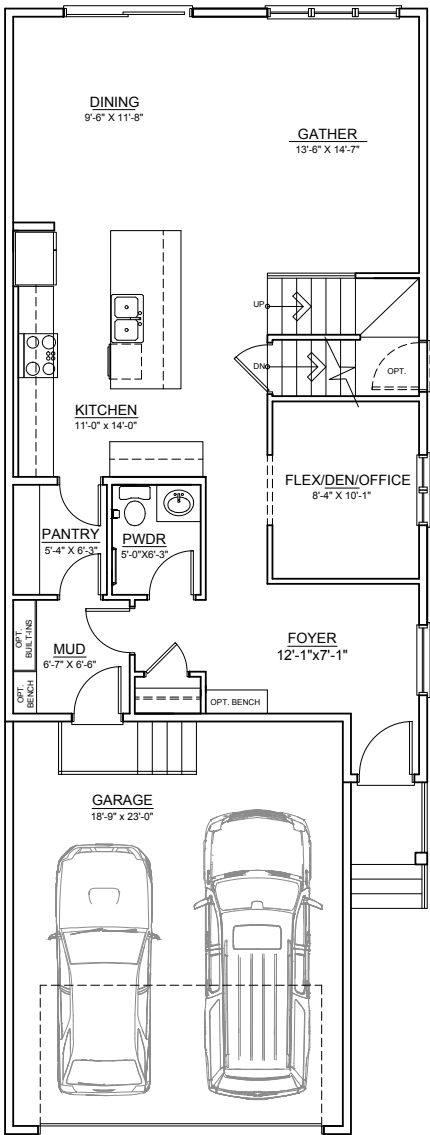 DINING
9'-6" X 11'-8"
GATHER
13'-6" X 14'-7"
UP
DN
OPT.
KITCHEN
11'-0" x 14'-0"
FLEX/DEN/OFFICE
8'-4" X 10'-1"
PANTRY
5'-4" X 6'-3"
PWDR
5'-0"X6'-3"
OPT.
BUILT-INS
MUD
6'-7" X 6'-6"
FOYER
12'-1"x7'-1"
OPT.
BENCH
OPT. BENCH
GARAGE
18'-9" x 23'-0"